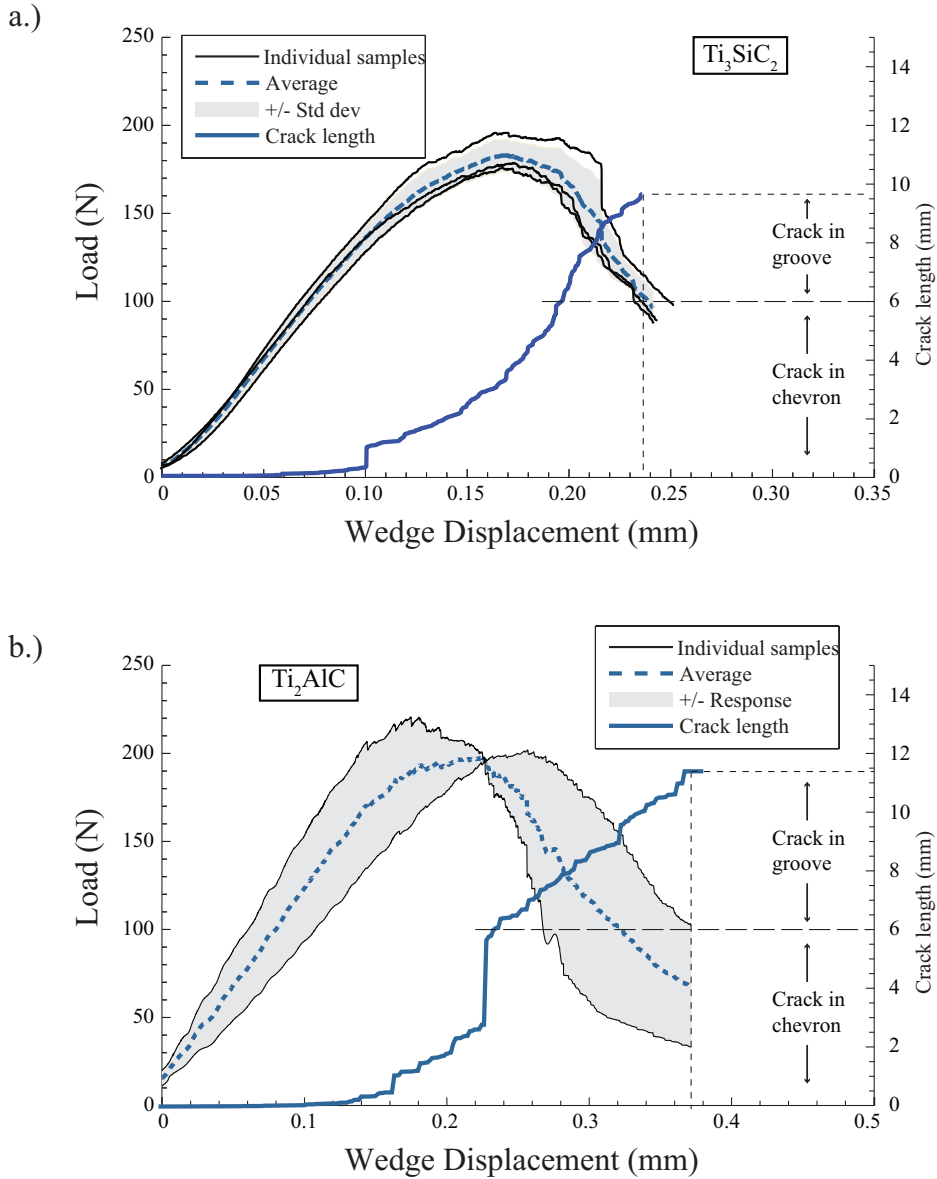 a.)
250
200
150
100
50
0
Load (N)
Individual samples
Average
+/- Std dev
Crack length
Ti₃SiC₂
14
12
10
8
6
4
2
0
Crack length (mm)
Crack in
groove
Crack in
chevron
0
0.05
0.10
0.15
0.20
0.25
0.30
0.35
Wedge Displacement (mm)
b.)
250
200
150
100
50
0
Load (N)
Ti₂AlC
Individual samples
Average
+/- Response
Crack length
14
12
10
8
6
4
2
0
Crack length (mm)
Crack in
groove
Crack in
chevron
0
0.1
0.2
0.3
0.4
0.5
Wedge Displacement (mm)